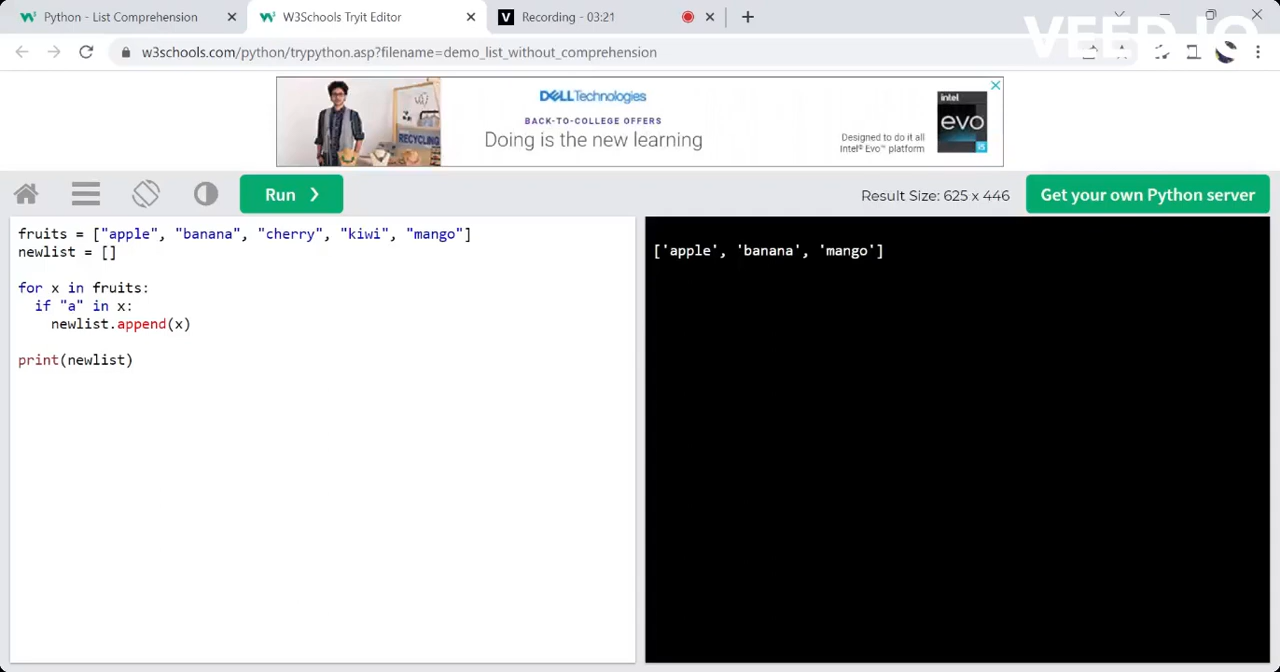 Python - List Comprehension
W3Schools Tryit Editor
Recording - 03:21
VEED.IO
w3schools.com/python/trypython.asp?filename=demo_list_without_comprehension
DELLTechnologies
BACK-TO-COLLEGE OFFERS
Doing is the new learning
RECYCLING
Designed to do it all
Intel® Evo™ platform
intel
evo
i5
Run ❯
Result Size: 625 x 446
Get your own Python server
fruits = ["apple", "banana", "cherry", "kiwi", "mango"]
newlist = []
for x in fruits:
  if "a" in x:
    newlist.append(x)
print(newlist)
['apple', 'banana', 'mango']